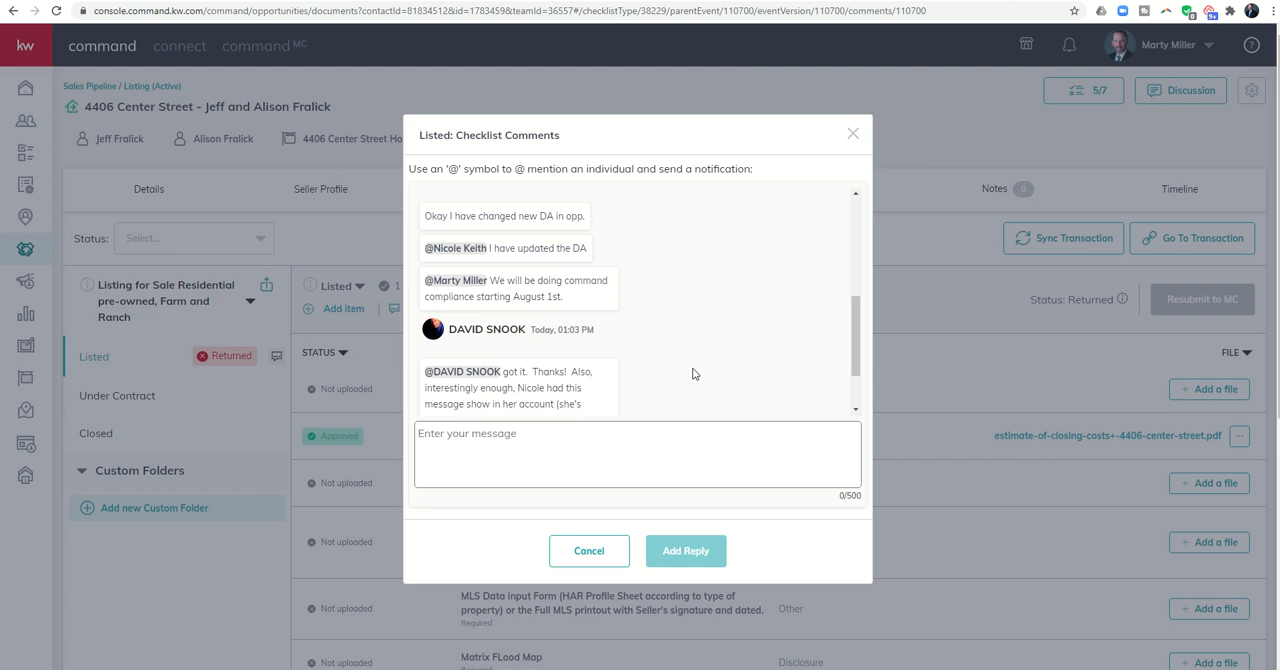 console.command.kw.com/command/opportunities/documents?contactId=81834512&id=1783459&teamId=36557#/checklistType/38229/parentEvent/110700/eventVersion/110700/comments/110700
kw
command
connect
command MC
Marty Miller
Sales Pipeline / Listing (Active)
4406 Center Street - Jeff and Alison Fralick
5/7
Discussion
Jeff Fralick
Alison Fralick
4406 Center Street Ho
Details
Seller Profile
Notes 0
Timeline
Status:
Select...
Sync Transaction
Go To Transaction
Listing for Sale Residential
pre-owned, Farm and
Ranch
Listed
1
Add item
Status: Returned
Resubmit to MC
Listed
Returned
Under Contract
Closed
Custom Folders
Add new Custom Folder
STATUS
FILE
Not uploaded
Add a file
Approved
estimate-of-closing-costs+-4406-center-street.pdf
Not uploaded
Add a file
Not uploaded
Add a file
Not uploaded
MLS Data input Form (HAR Profile Sheet according to type of
property) or the Full MLS printout with Seller's signature and dated.
Required
Other
Add a file
Not uploaded
Matrix FLood Map
Disclosure
Add a file
Listed: Checklist Comments
Use an '@' symbol to @ mention an individual and send a notification:
Okay I have changed new DA in opp.
@Nicole Keith I have updated the DA
@Marty Miller We will be doing command
compliance starting August 1st.
DAVID SNOOK Today, 01:03 PM
@DAVID SNOOK got it. Thanks! Also,
interestingly enough, Nicole had this
message show in her account (she's
Enter your message
0/500
Cancel
Add Reply